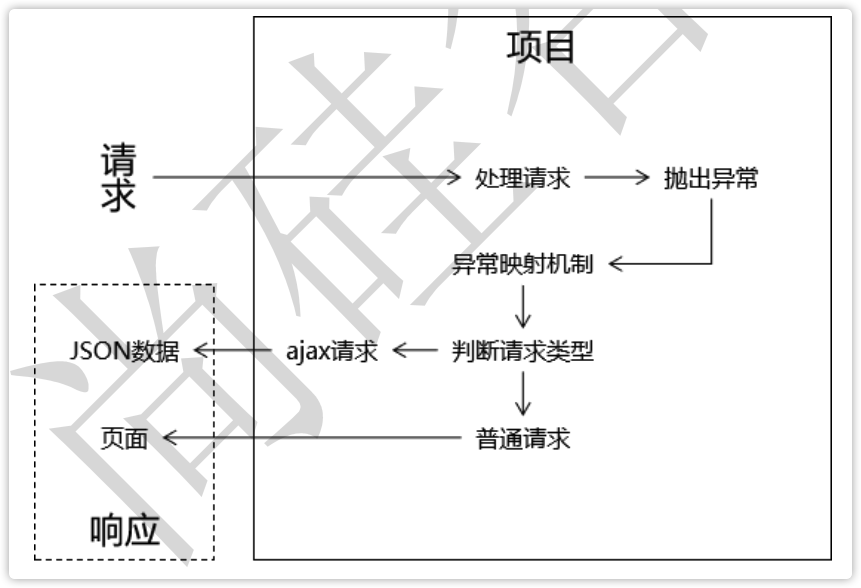 项目
请求
处理请求
抛出异常
异常映射机制
JSON数据
ajax请求
判断请求类型
页面
普通请求
响应
尚硅谷